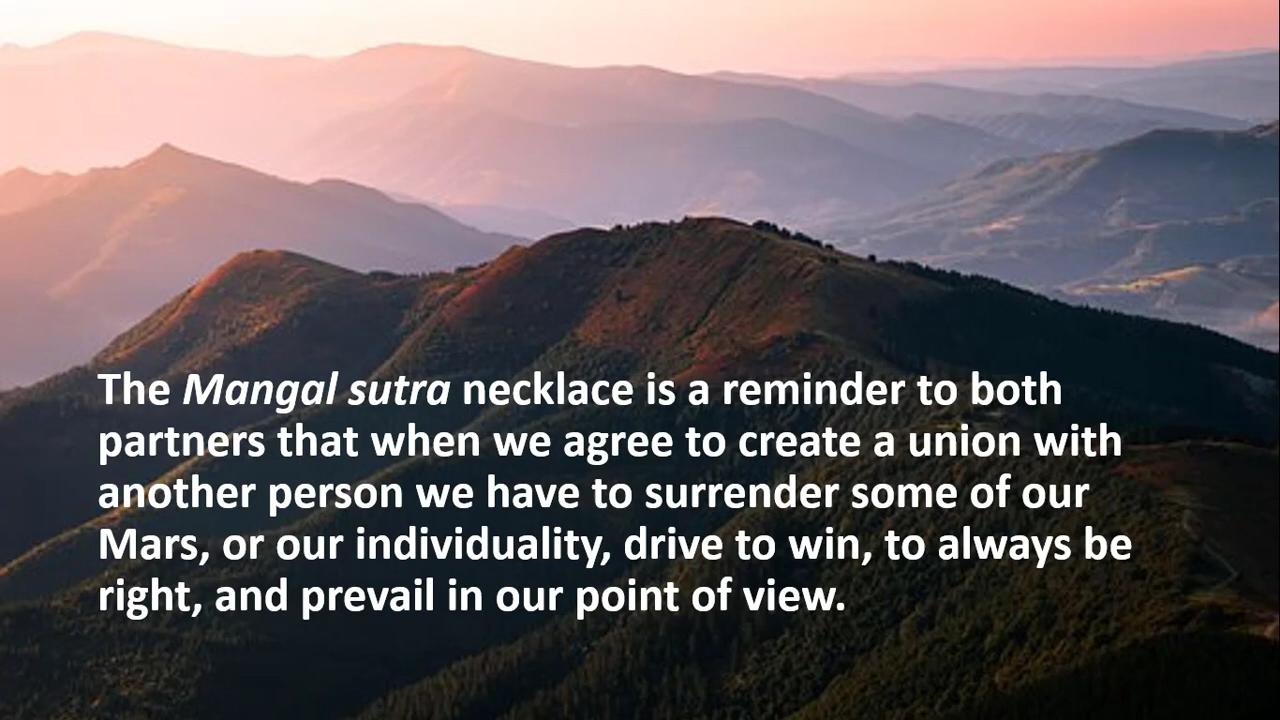 The Mangal sutra necklace is a reminder to both
partners that when we agree to create a union with
another person we have to surrender some of our
Mars, or our individuality, drive to win, to always be
right, and prevail in our point of view.